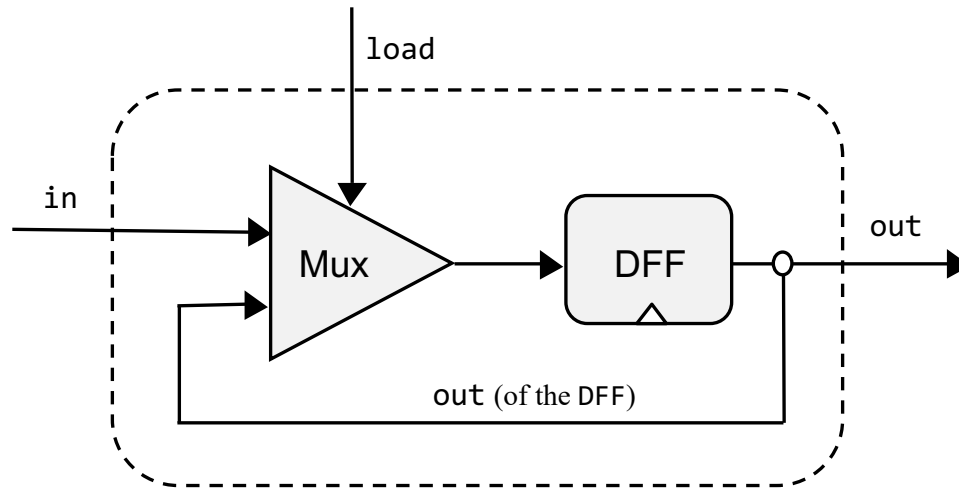 load
in
Mux
DFF
out
out (of the DFF)